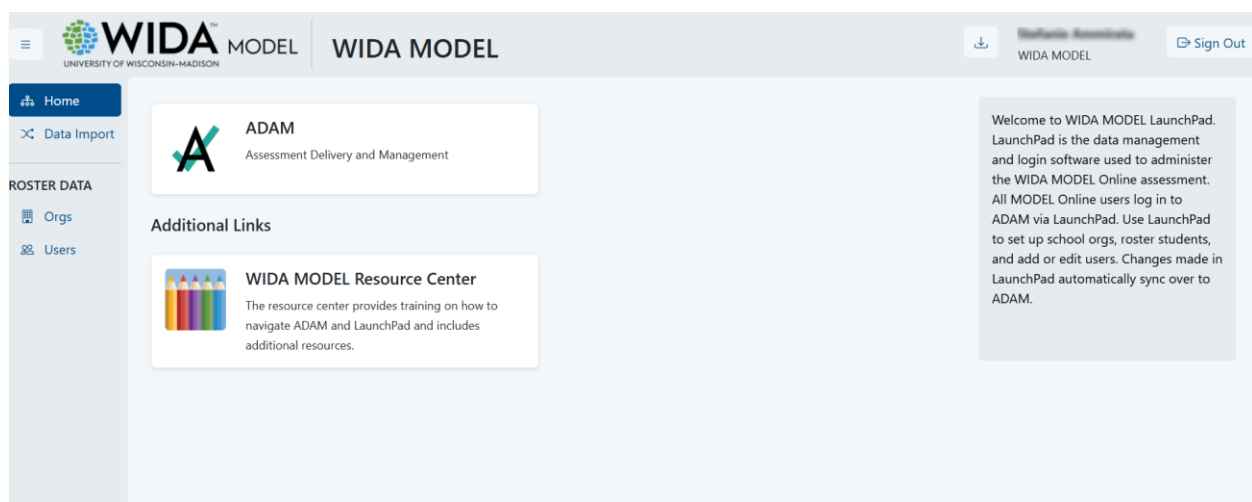 WIDA™ MODEL
UNIVERSITY OF WISCONSIN–MADISON
WIDA MODEL
WIDA MODEL
Sign Out
Home
Data Import
ROSTER DATA
Orgs
Users
ADAM
Assessment Delivery and Management
Additional Links
WIDA MODEL Resource Center
The resource center provides training on how to
navigate ADAM and LaunchPad and includes
additional resources.
Welcome to WIDA MODEL LaunchPad.
LaunchPad is the data management
and login software used to administer
the WIDA MODEL Online assessment.
All MODEL Online users log in to
ADAM via LaunchPad. Use LaunchPad
to set up school orgs, roster students,
and add or edit users. Changes made in
LaunchPad automatically sync over to
ADAM.